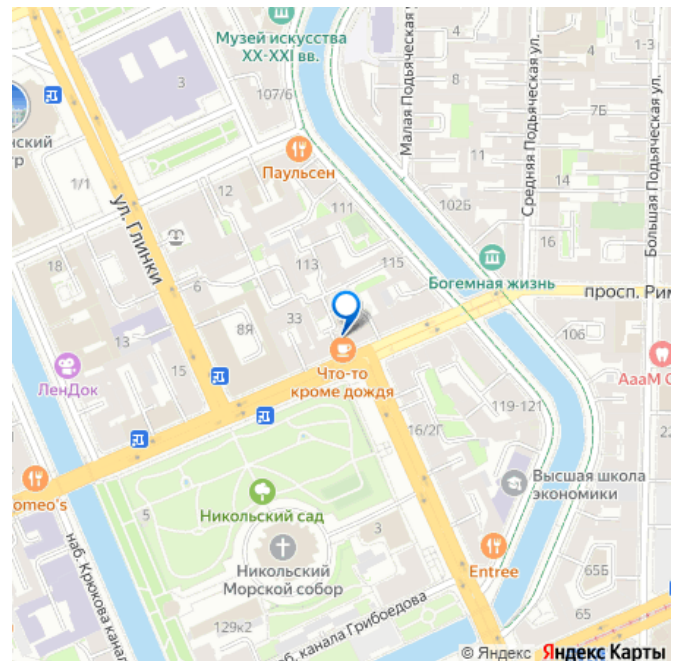 Музей искусства
XX-XXI вв.
3
107/6
Малая Подьяческая у
4
8
4
1-3
7Б
Средняя Подьяческая ул.
Большая Подьяческая ул.
11
14
102Б
16
нский
тр
1/1
Паульсен
12
111
ул. Глинки
18
6
113
115
Богемная жизнь
просп. Рим
8Я
33
106
13
15
ЛенДок
Что-то
кроме дождя
АааМ С
119-121
16/2Г
22
Высшая школа
экономики
omeo's
5
Никольский сад
3
Никольский
Морской собор
Entree
65Б
наб. Крюкова канал
129к2
об. канала Грибоедова
65
© Яндекс Яндекс Карты